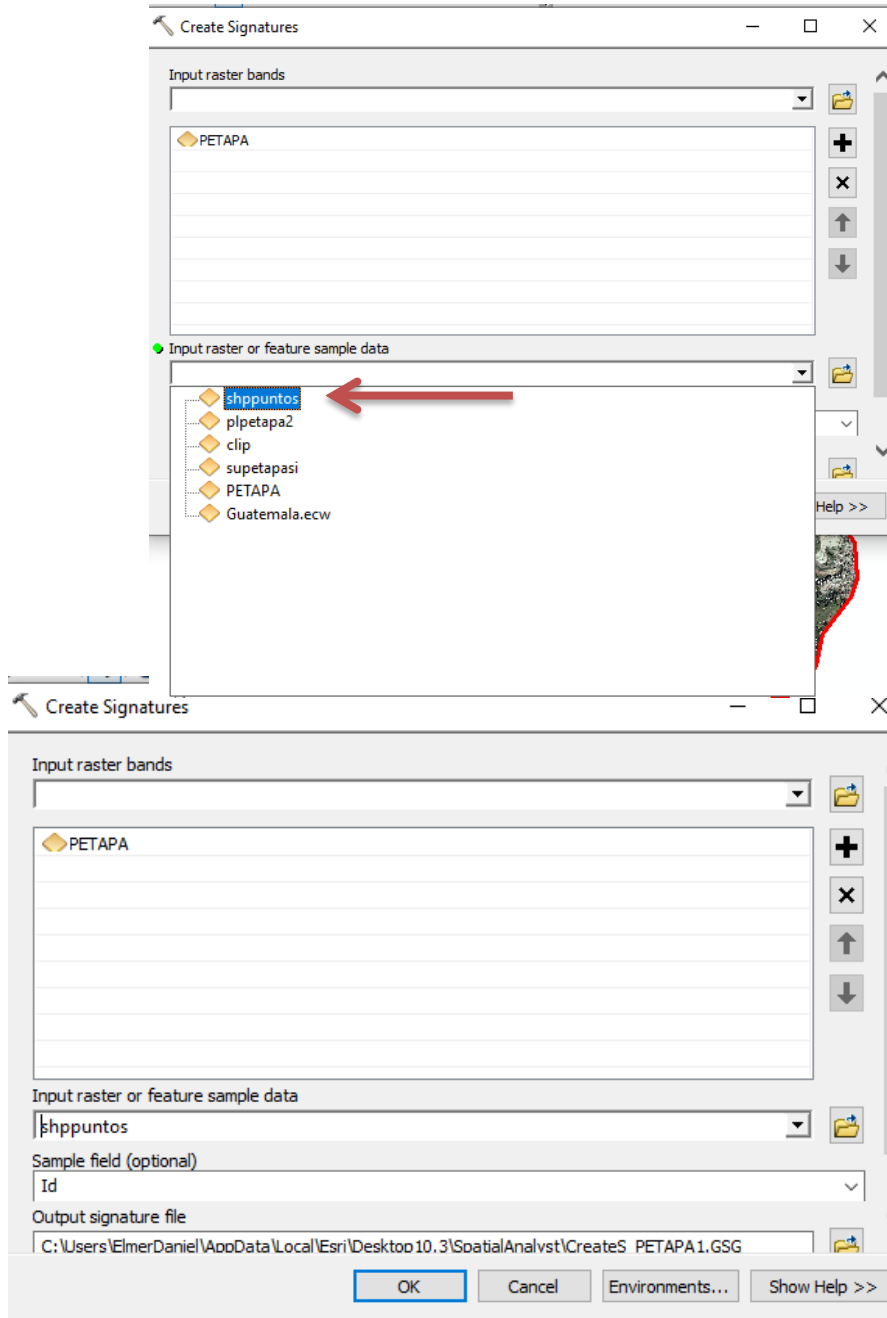 Create Signatures
Input raster bands
PETAPA
Input raster or feature sample data
shppuntos
plpetapa2
clip
supetapasi
PETAPA
Guatemala.ecw
Help >>
Create Signatures
Input raster bands
PETAPA
Input raster or feature sample data
shppuntos
Sample field (optional)
Id
Output signature file
C:\Users\ElmerDaniel\AppData\Local\Esri\Desktop10.3\SpatialAnalyst\CreateS_PETAPA1.GSG
OK Cancel Environments... Show Help >>